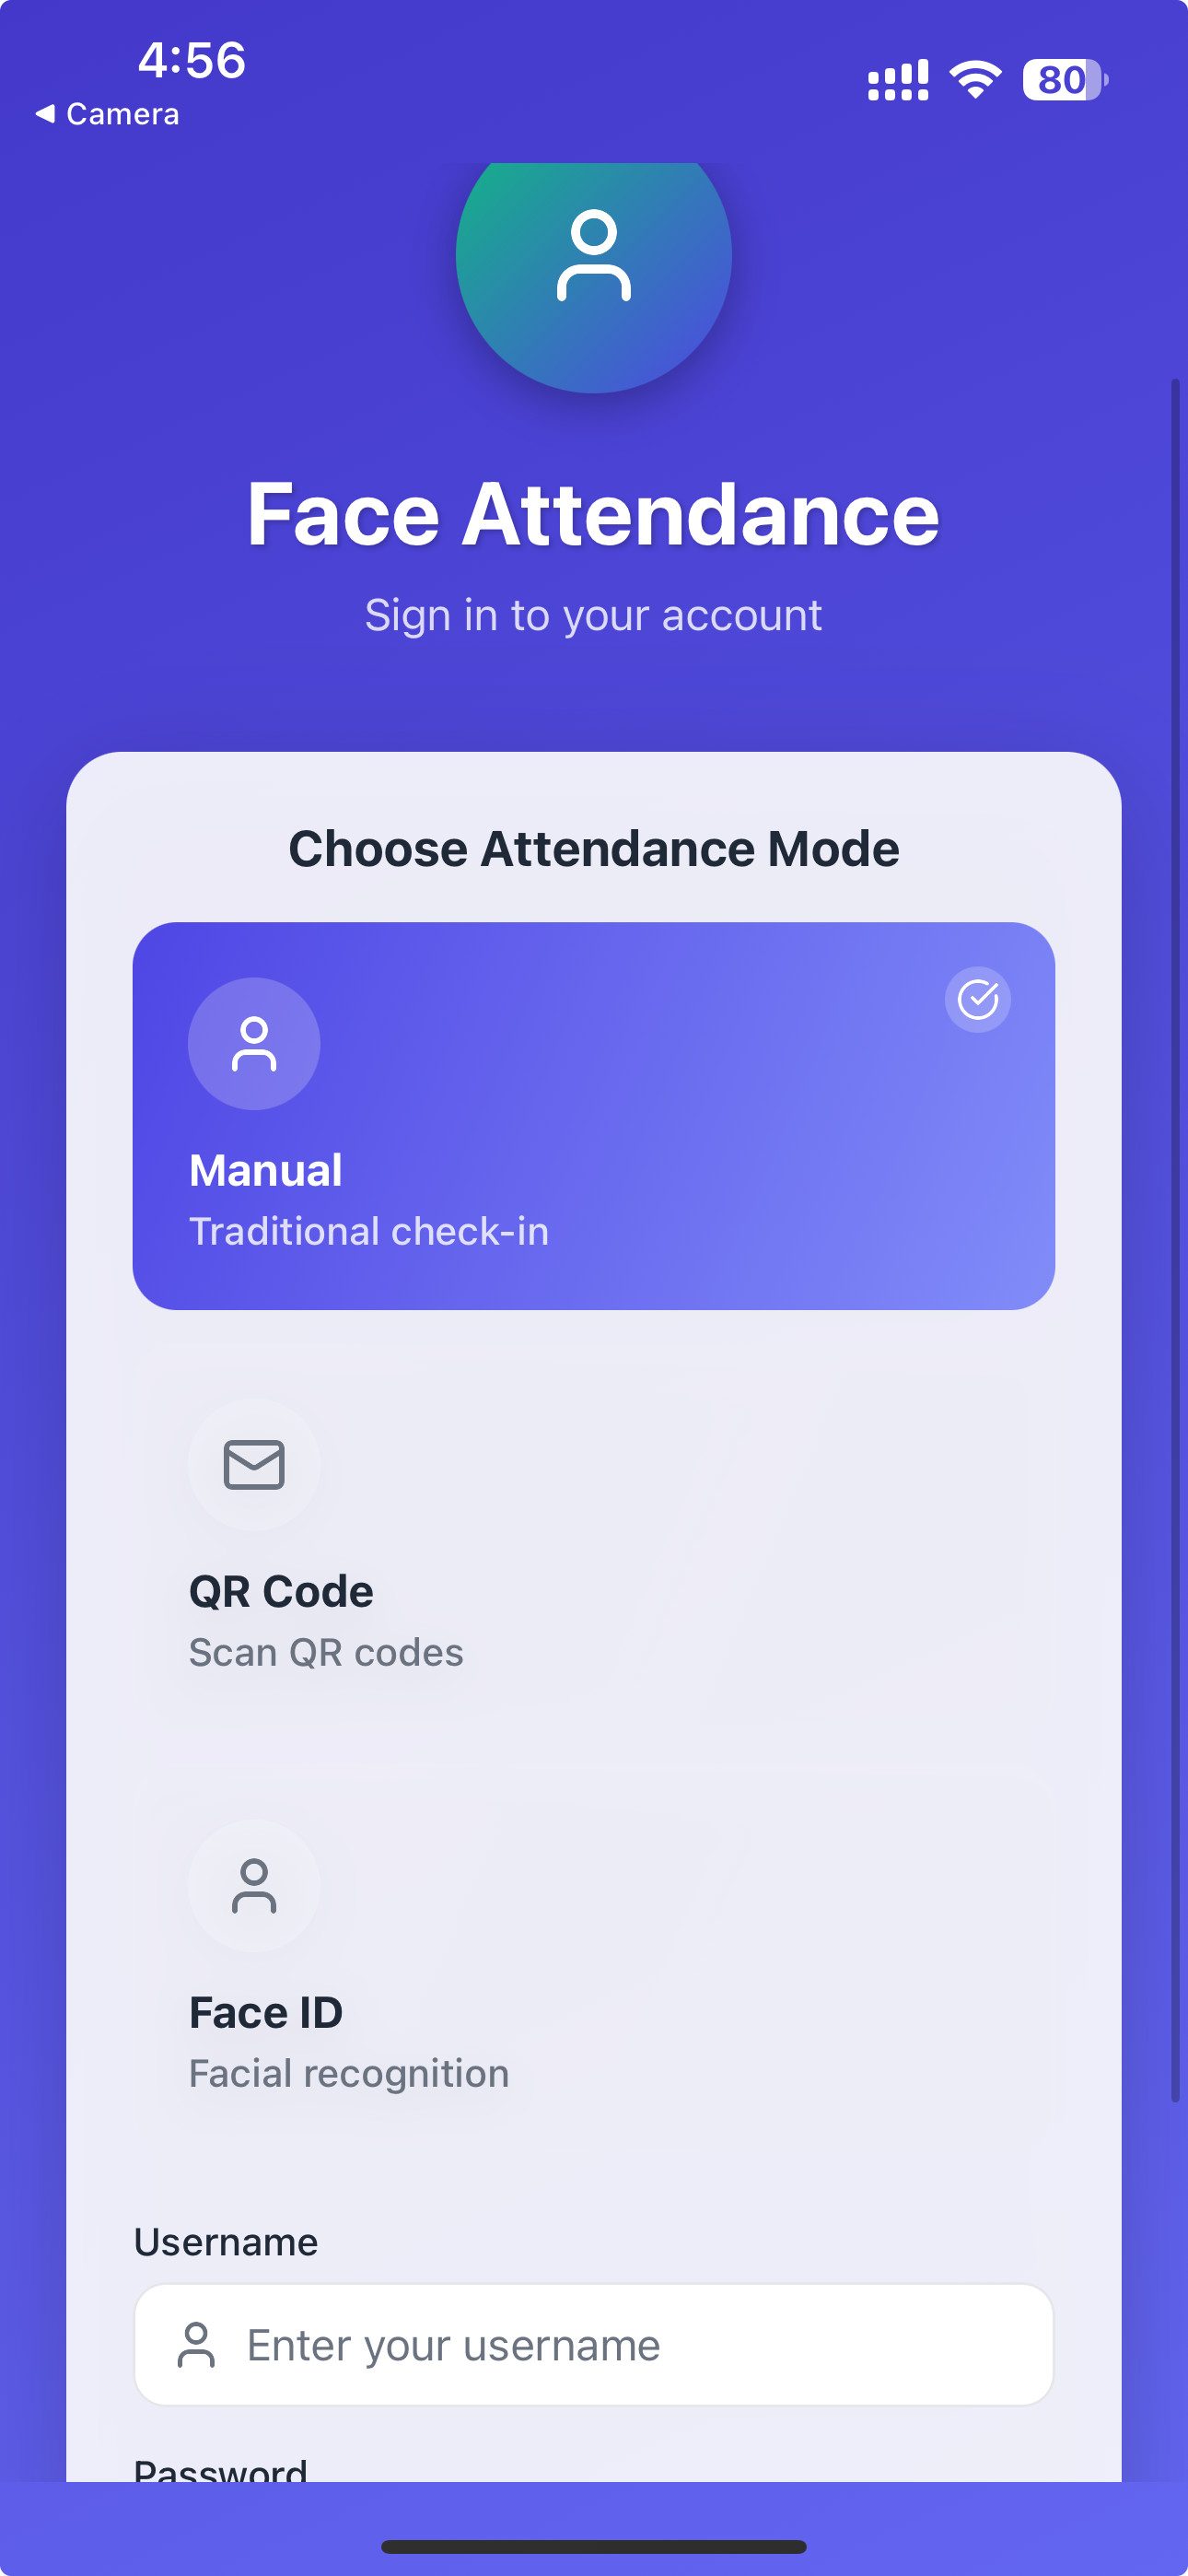 4:56
80
Camera
Face Attendance
Sign in to your account
Choose Attendance Mode
Manual
Traditional check-in
QR Code
Scan QR codes
Face ID
Facial recognition
Username
Enter your username
Password